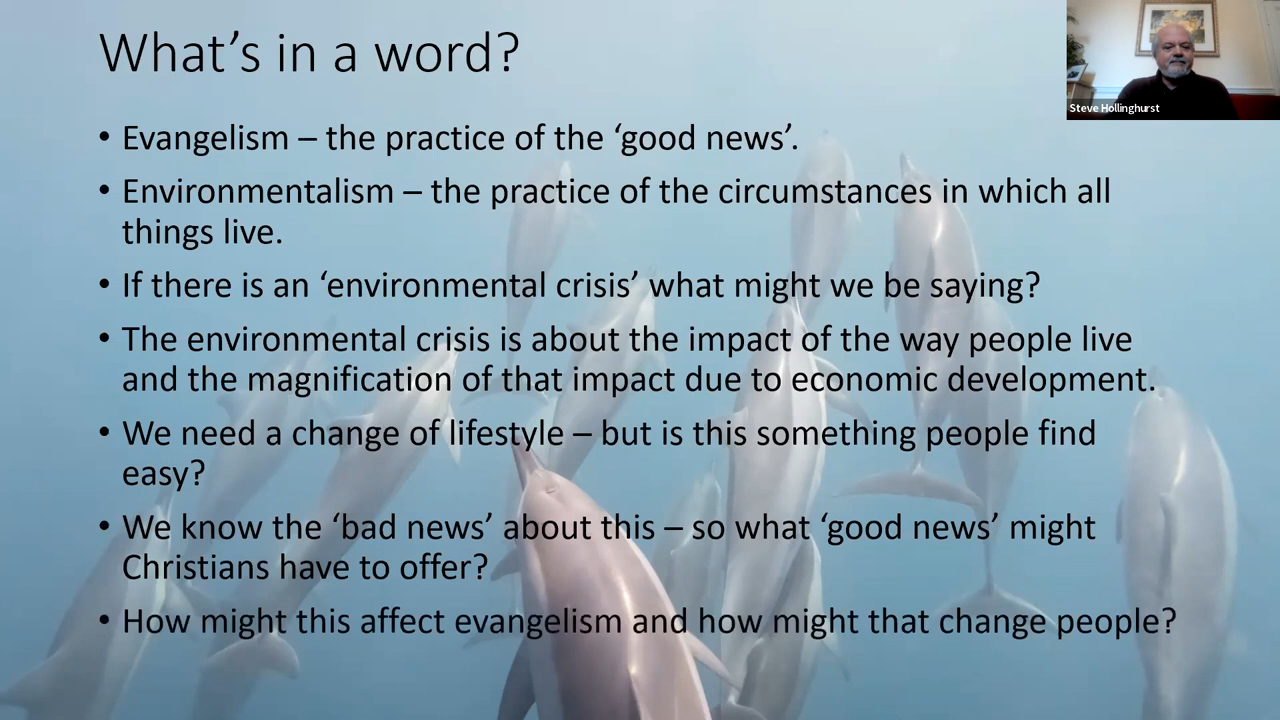 What’s in a word?
Steve Hollinghurst
• Evangelism – the practice of the ‘good news’.
• Environmentalism – the practice of the circumstances in which all
things live.
• If there is an ‘environmental crisis’ what might we be saying?
• The environmental crisis is about the impact of the way people live
and the magnification of that impact due to economic development.
• We need a change of lifestyle – but is this something people find
easy?
• We know the ‘bad news’ about this – so what ‘good news’ might
Christians have to offer?
• How might this affect evangelism and how might that change people?